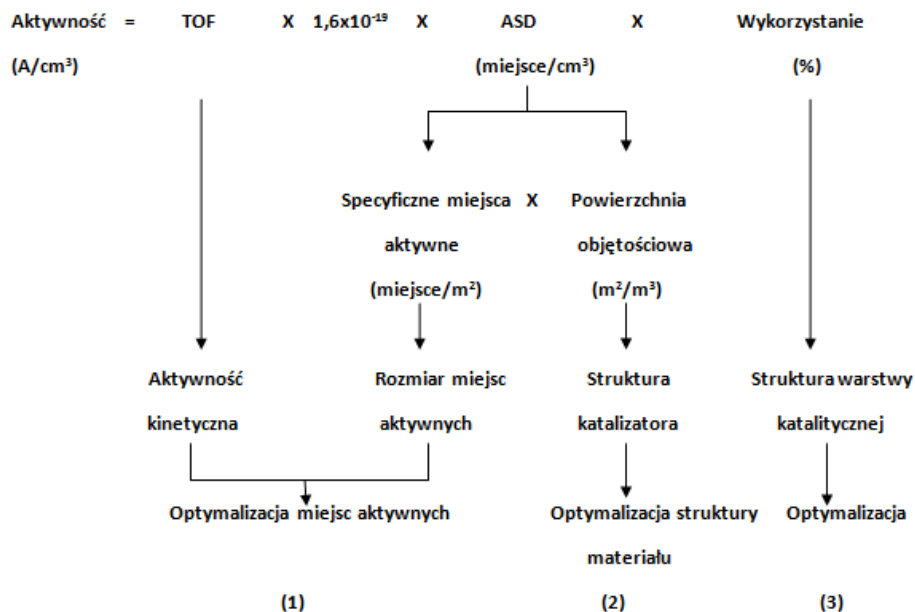 Aktywność = TOF X 1,6x10⁻¹⁹ X ASD X Wykorzystanie
(A/cm³) (miejsce/cm³) (%)
Specyficzne miejsca X Powierzchnia
aktywne objętościowa
(miejsce/m²) (m²/m³)
Aktywność Rozmiar miejsc Struktura Struktura warstwy
kinetyczna aktywnych katalizatora katalitycznej
Optymalizacja miejsc aktywnych Optymalizacja struktury Optymalizacja
materiału
(1) (2) (3)